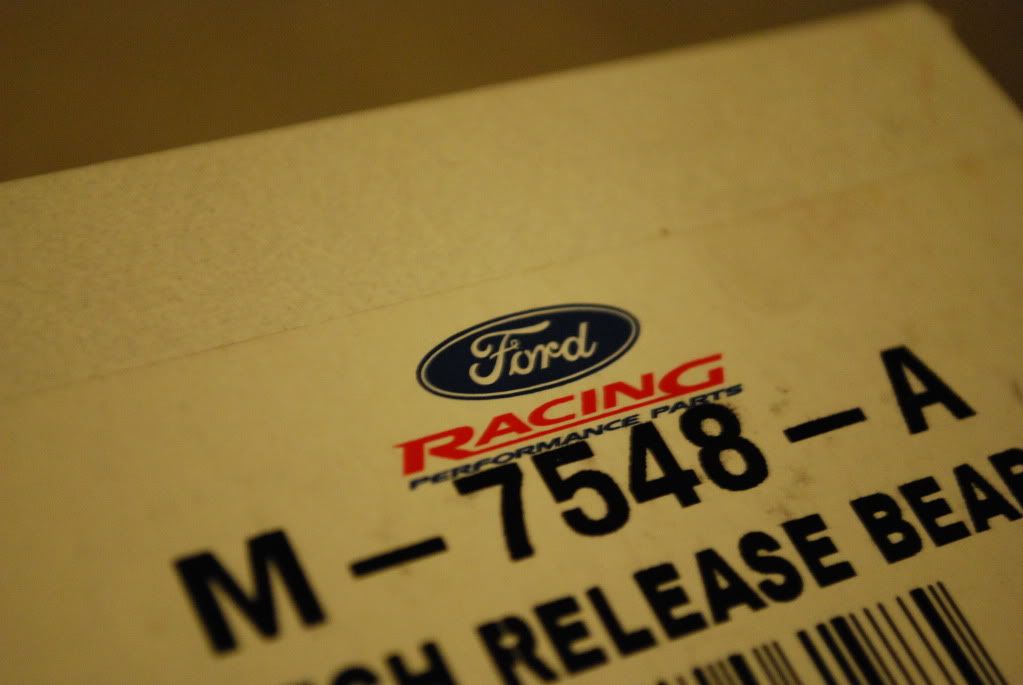 Ford
RACING
PERFORMANCE PARTS
M-7548-A
RELEASE